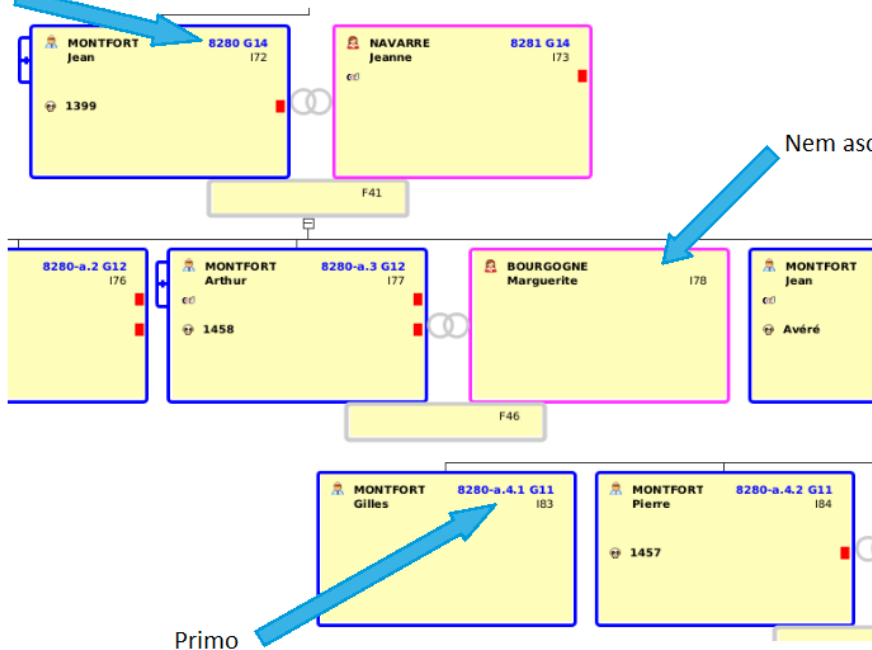 MONTFORT 8280 G14
Jean I72
1399
NAVARRE 8281 G14
Jeanne I73
Nem asc
F41
8280-a.2 G12
I76
MONTFORT 8280-a.3 G12
Arthur I77
1458
BOURGOGNE
Marguerite I78
MONTFORT
Jean
Avéré
F46
MONTFORT 8280-a.4.1 G11
Gilles I83
MONTFORT 8280-a.4.2 G11
Pierre I84
1457
Primo